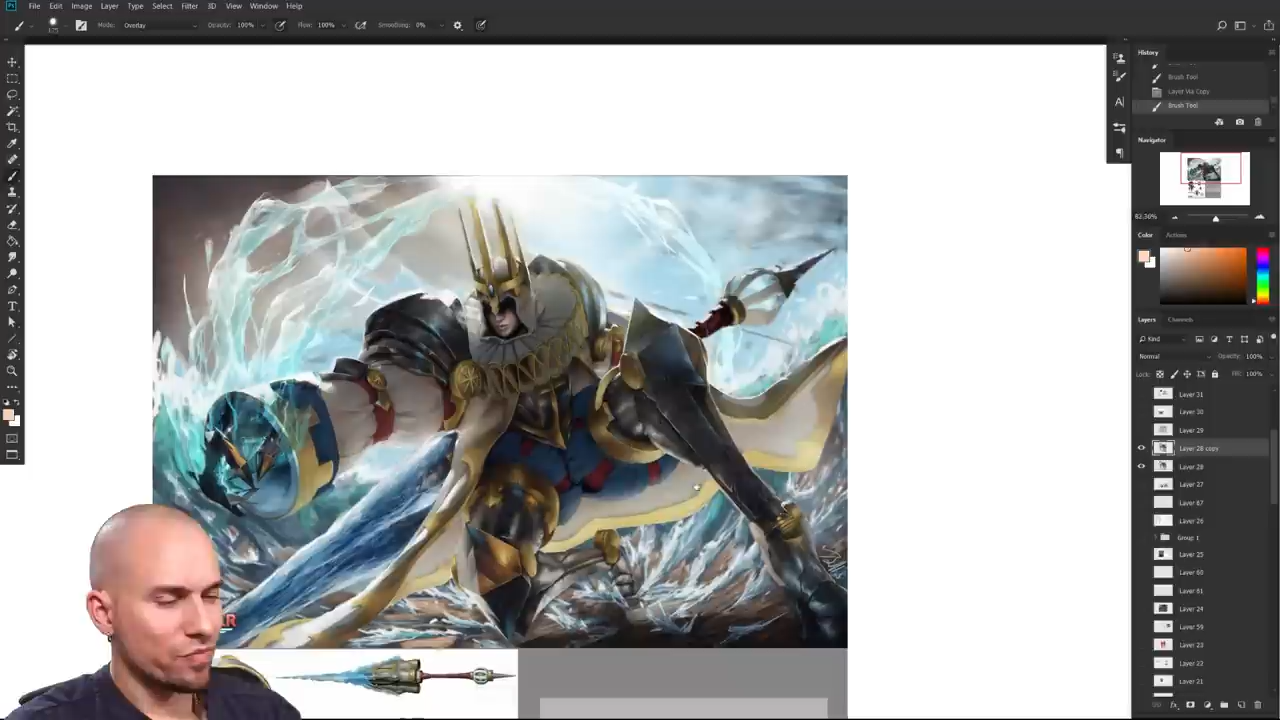 File Edit Image Layer Type Select Filter 3D View Window Help
Mode: Overlay Opacity: 100% Flow: 100% Smoothing: 0%
History
Brush Tool
Layer Via Copy
Brush Tool
Navigator
Color Actions
Layers Channels
Kind
Normal Opacity: 100%
Lock: Fill: 100%
Layer 31
Layer 30
Layer 29
Layer 28 copy
Layer 28
Layer 27
Layer 67
Layer 26
Group 1
Layer 25
Layer 60
Layer 61
Layer 24
Layer 59
Layer 23
Layer 22
Layer 21